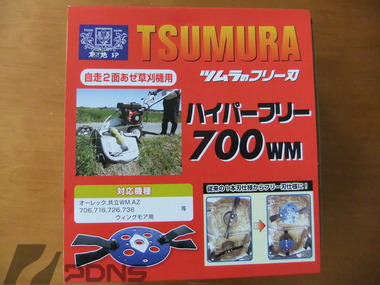 TSUMURA
ツムラのフリー刃
自走2面あぜ草刈機用
ハイパーフリー
700WM
対応機種
オーレック,共立WM,AZ
706,716,726,736 等
ウィングモア用
従来の1本刃仕様からフリー刃仕様に!
PDNS